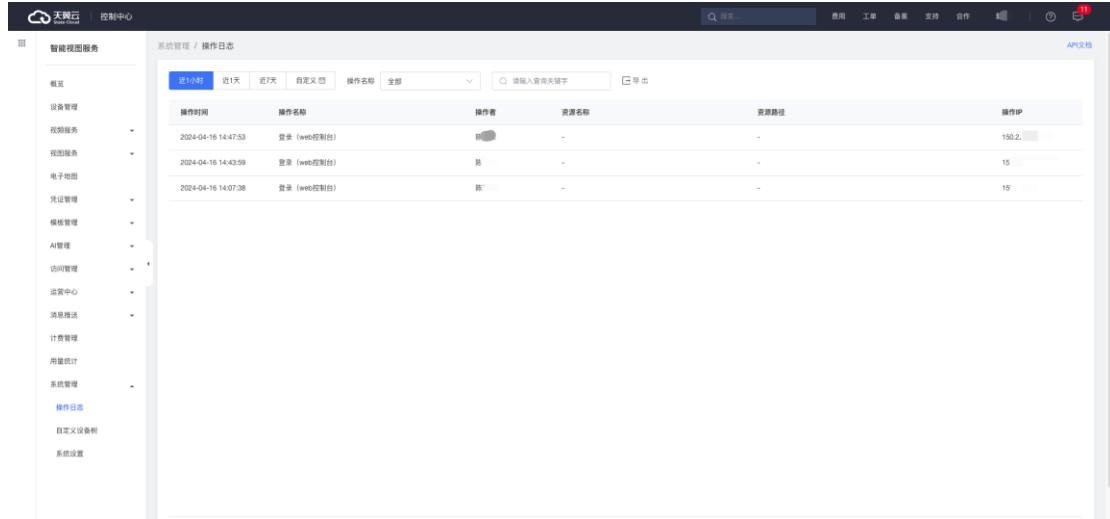 天翼云 State Cloud 控制中心 搜索... 费用 工单 备案 支持 合作 11
智能视图服务 系统管理 / 操作日志 API文档
近1小时 近1天 近7天 自定义 操作名称 全部 请输入查询关键字 导出
操作时间 操作名称 操作者 资源名称 资源路径 操作IP
2024-04-16 14:47:53 登录（web控制台） - - 150.2.
2024-04-16 14:43:59 登录（web控制台） 陈 - - 15
2024-04-16 14:07:38 登录（web控制台） 陈 - - 15
概览
设备管理
视频服务
视图服务
电子地图
凭证管理
模板管理
AI管理
访问管理
运营中心
消息推送
计费管理
用量统计
系统管理
操作日志
自定义设备树
系统设置